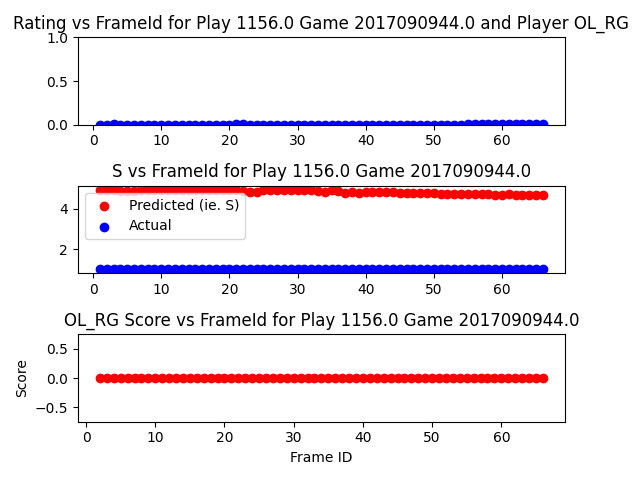 Rating vs FrameId for Play 1156.0 Game 2017090944.0 and Player OL_RG
1.0
0.5
0.0
0 10 20 30 40 50 60
S vs FrameId for Play 1156.0 Game 2017090944.0
4
2
Predicted (ie. S)
Actual
0 10 20 30 40 50 60
OL_RG Score vs FrameId for Play 1156.0 Game 2017090944.0
Score
0.5
0.0
−0.5
0 10 20 30 40 50 60
Frame ID